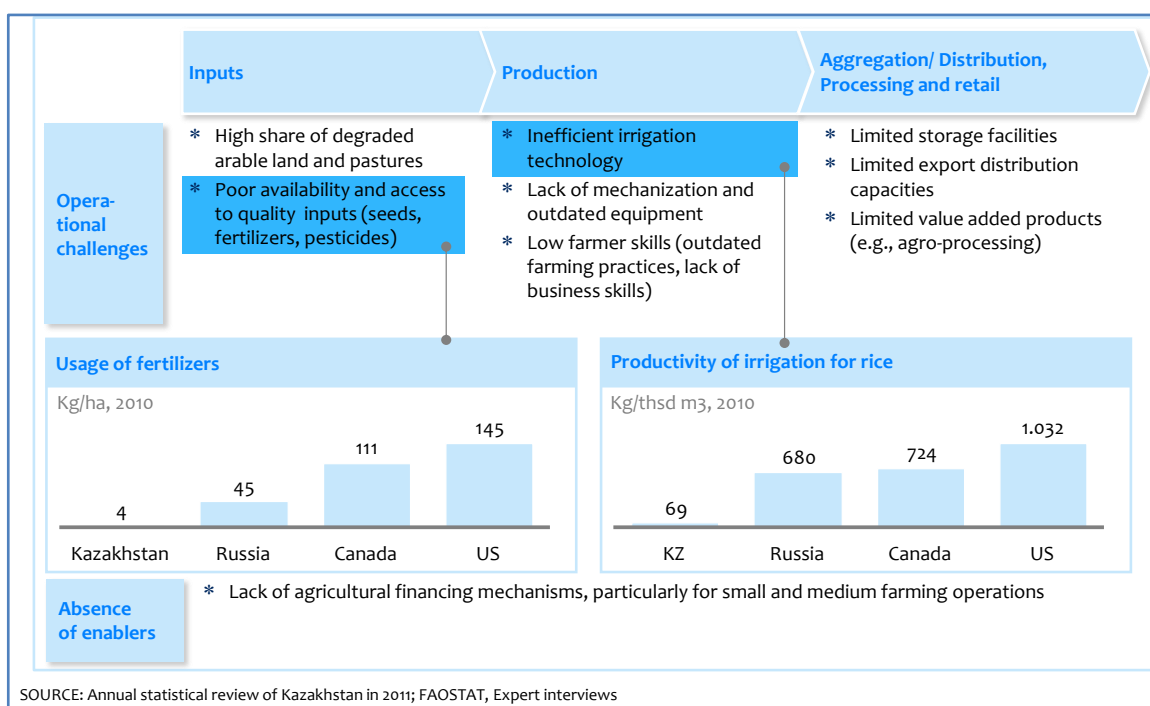 Inputs
Production
Aggregation/ Distribution,
Processing and retail
Opera-
tional
challenges
* High share of degraded
arable land and pastures
* Poor availability and access
to quality inputs (seeds,
fertilizers, pesticides)
* Inefficient irrigation
technology
* Lack of mechanization and
outdated equipment
* Low farmer skills (outdated
farming practices, lack of
business skills)
* Limited storage facilities
* Limited export distribution
capacities
* Limited value added products
(e.g., agro-processing)
Usage of fertilizers
Kg/ha, 2010
4
45
111
145
Kazakhstan
Russia
Canada
US
Productivity of irrigation for rice
Kg/thsd m3, 2010
69
680
724
1.032
KZ
Russia
Canada
US
Absence
of enablers
* Lack of agricultural financing mechanisms, particularly for small and medium farming operations
SOURCE: Annual statistical review of Kazakhstan in 2011; FAOSTAT, Expert interviews